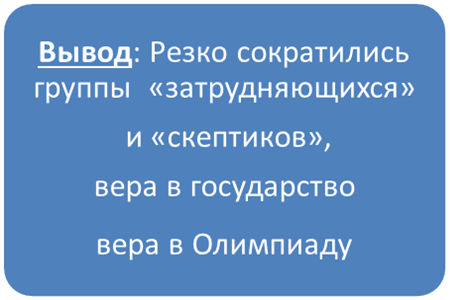 Вывод: Резко сократились
группы «затрудняющихся»
и «скептиков»,
вера в государство
вера в Олимпиаду